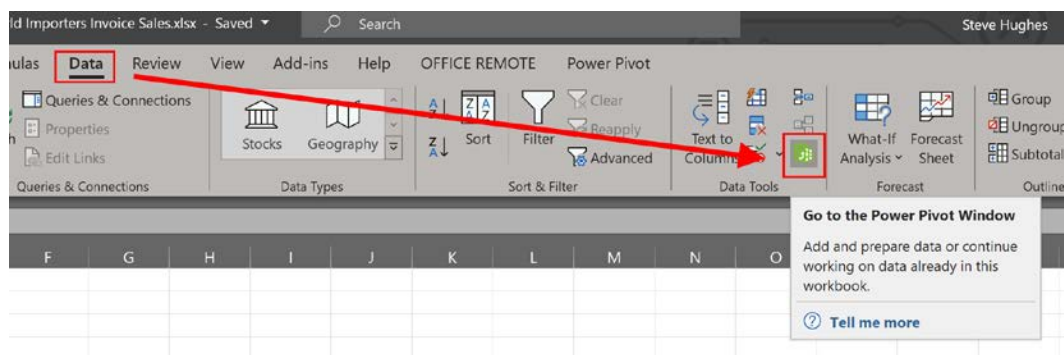 ld Importers Invoice Sales.xlsx - Saved
Search
Steve Hughes
ulas Data Review View Add-ins Help OFFICE REMOTE Power Pivot
Queries & Connections
Properties
Edit Links
Queries & Connections
Stocks Geography
Data Types
Sort Filter
Clear
Reapply
Advanced
Sort & Filter
Text to
Columns
Data Tools
What-If
Analysis
Forecast
Sheet
Forecast
Group
Ungroup
Subtotal
Outline
Go to the Power Pivot Window
Add and prepare data or continue
working on data already in this
workbook.
Tell me more
F G H I J K L M N O